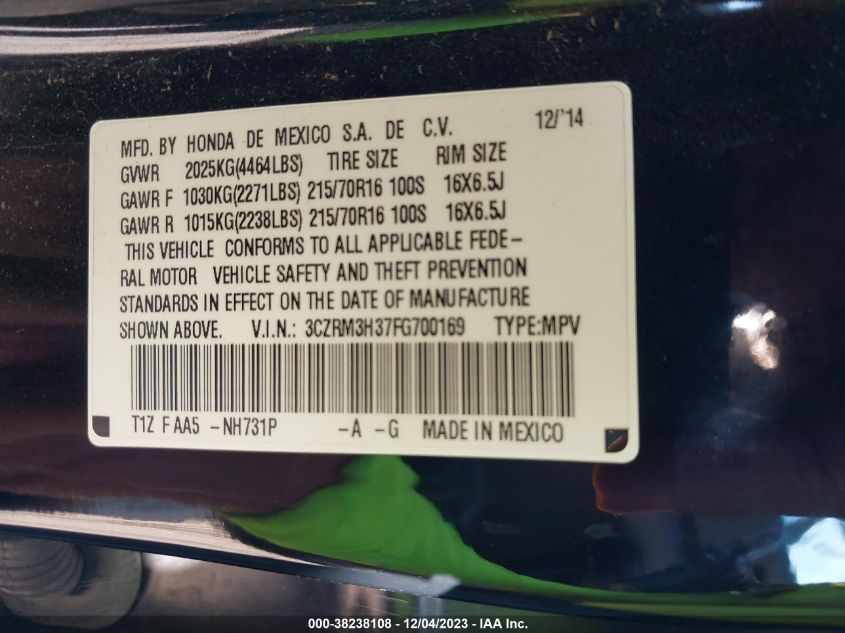 MFD. BY HONDA DE MEXICO S.A. DE C.V. 12/'14
GVWR 2025KG(4464LBS) TIRE SIZE RIM SIZE
GAWR F 1030KG(2271LBS) 215/70R16 100S 16X6.5J
GAWR R 1015KG(2238LBS) 215/70R16 100S 16X6.5J
THIS VEHICLE CONFORMS TO ALL APPLICABLE FEDE-
RAL MOTOR VEHICLE SAFETY AND THEFT PREVENTION
STANDARDS IN EFFECT ON THE DATE OF MANUFACTURE
SHOWN ABOVE. V.I.N.: 3CZRM3H37FG700169 TYPE:MPV
T1Z F AA5 -NH731P -A -G MADE IN MEXICO
000-38238108 - 12/04/2023 - IAA Inc.